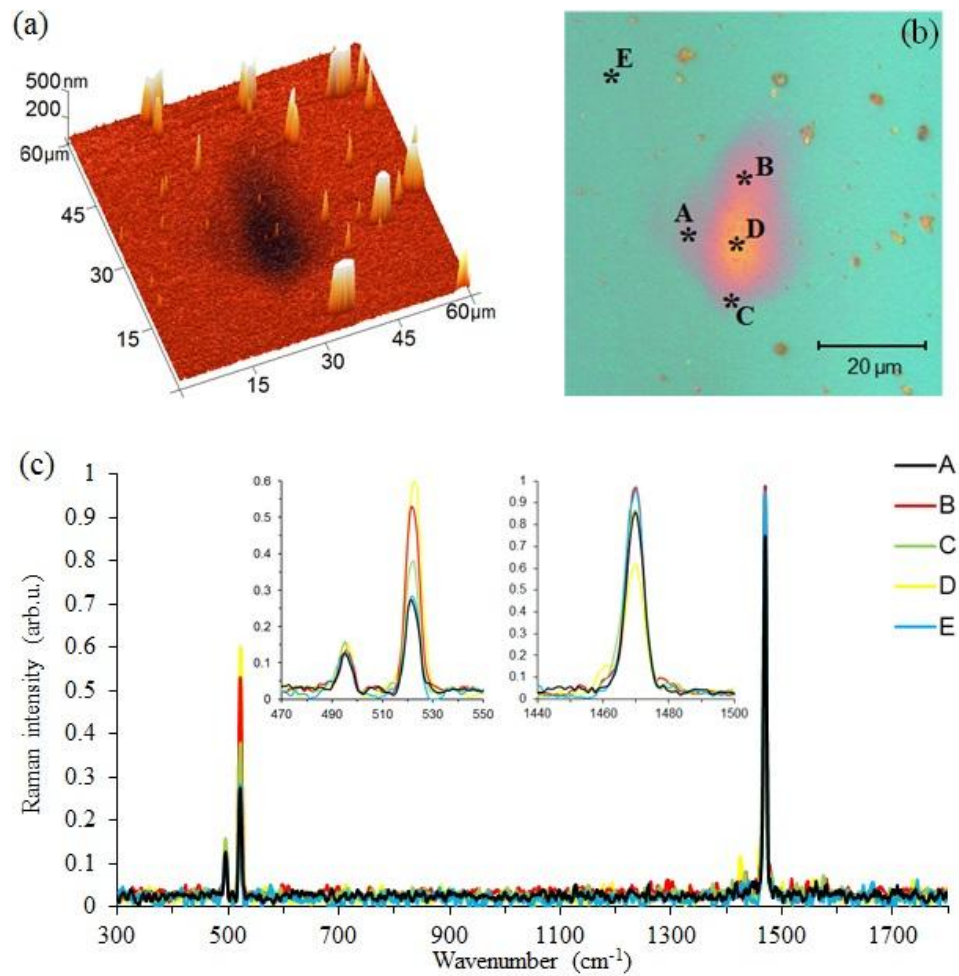 (a)
500 nm
200
60μm
45
30
15
15
30
45
60μm
(b)
E
B
A
D
C
20 μm
(c)
Raman intensity (arb.u.)
1
0.9
0.8
0.7
0.6
0.5
0.4
0.3
0.2
0.1
0
300 500 700 900 1100 1300 1500 1700
Wavenumber (cm-1)
0.6
0.5
0.4
0.3
0.2
0.1
0
470 490 510 530 550
1
0.9
0.8
0.7
0.6
0.5
0.4
0.3
0.2
0.1
0
1440 1460 1480 1500
A
B
C
D
E